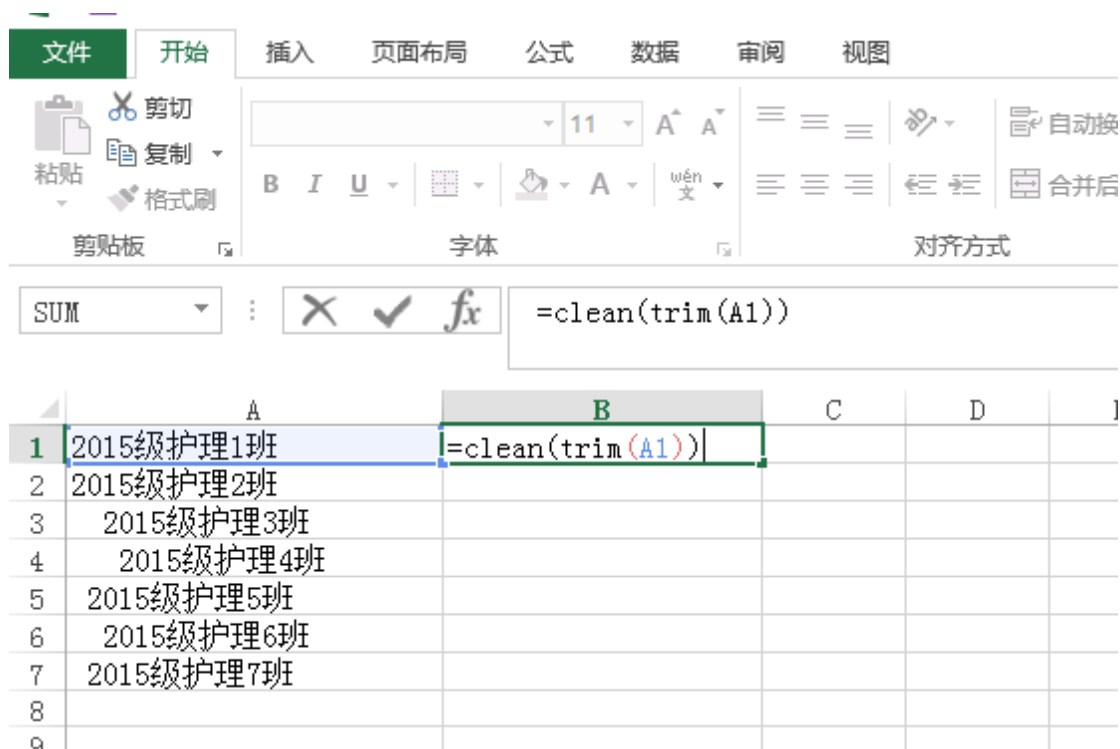 文件 开始 插入 页面布局 公式 数据 审阅 视图
剪切
复制
格式刷
粘贴
11 A A
自动换
B I U A wén 文
合并后
剪贴板 字体 对齐方式
SUM fx =clean(trim(A1))
A B C D
1 2015级护理1班 =clean(trim(A1))
2 2015级护理2班
3 2015级护理3班
4 2015级护理4班
5 2015级护理5班
6 2015级护理6班
7 2015级护理7班
8
9